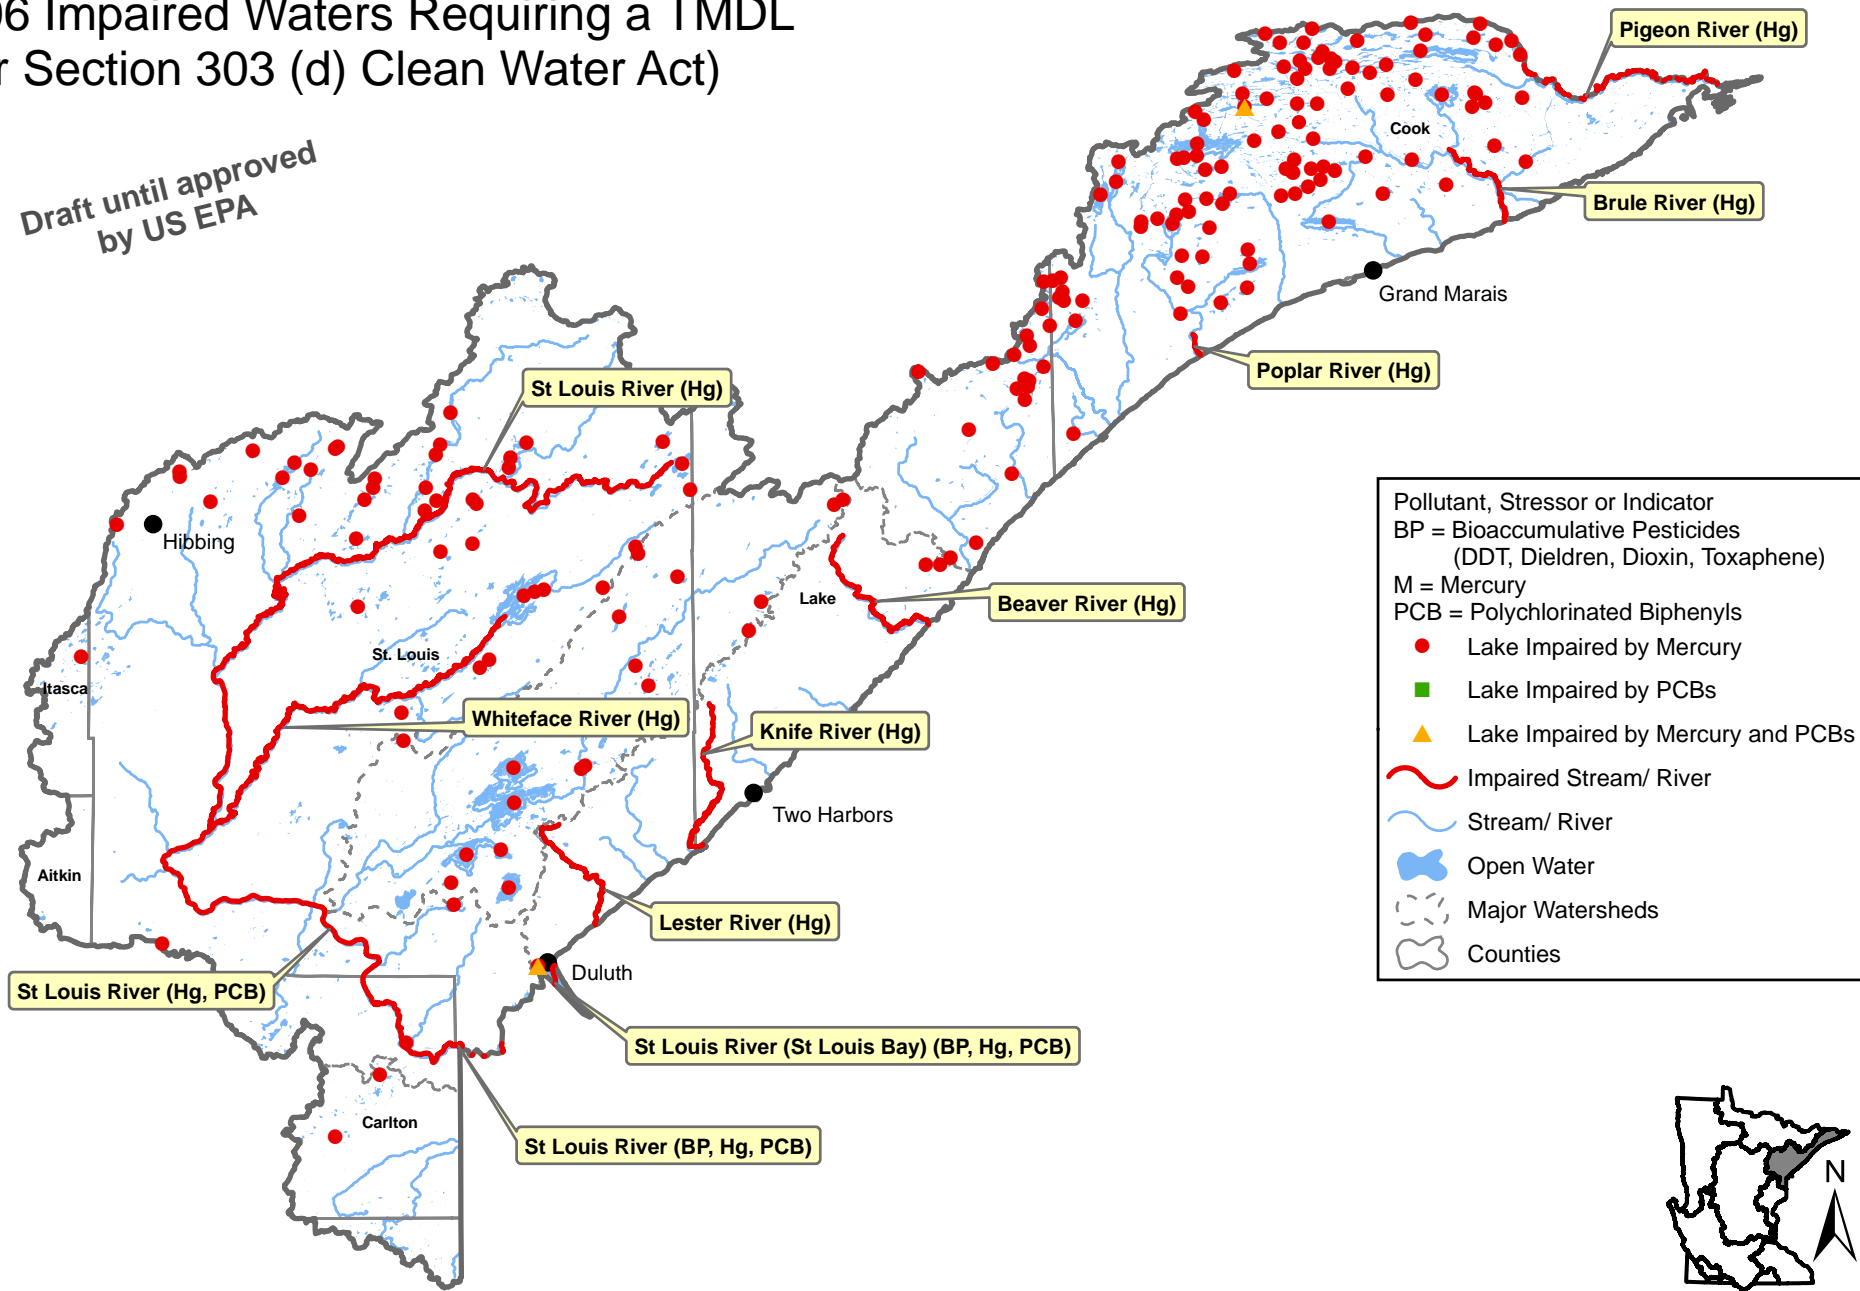 06 Impaired Waters Requiring a TMDL
r Section 303 (d) Clean Water Act)
Draft until approved
by US EPA
Pigeon River (Hg)
Cook
Brule River (Hg)
Grand Marais
Poplar River (Hg)
St Louis River (Hg)
Hibbing
Lake
Beaver River (Hg)
St. Louis
Itasca
Whiteface River (Hg)
Knife River (Hg)
Two Harbors
Aitkin
Lester River (Hg)
Duluth
St Louis River (Hg, PCB)
St Louis River (St Louis Bay) (BP, Hg, PCB)
Carlton
St Louis River (BP, Hg, PCB)
Pollutant, Stressor or Indicator
BP = Bioaccumulative Pesticides
(DDT, Dieldren, Dioxin, Toxaphene)
M = Mercury
PCB = Polychlorinated Biphenyls
Lake Impaired by Mercury
Lake Impaired by PCBs
Lake Impaired by Mercury and PCBs
Impaired Stream/ River
Stream/ River
Open Water
Major Watersheds
Counties
N